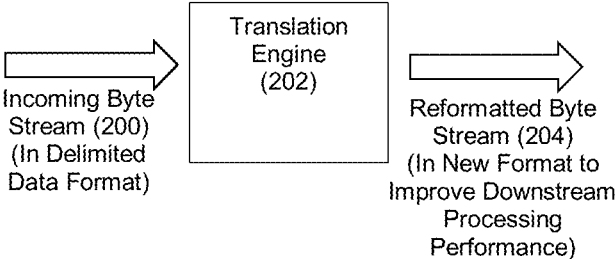 Translation
Engine
(202)
Incoming Byte
Stream (200)
(In Delimited
Data Format)
Reformatted Byte
Stream (204)
(In New Format to
Improve Downstream
Processing
Performance)